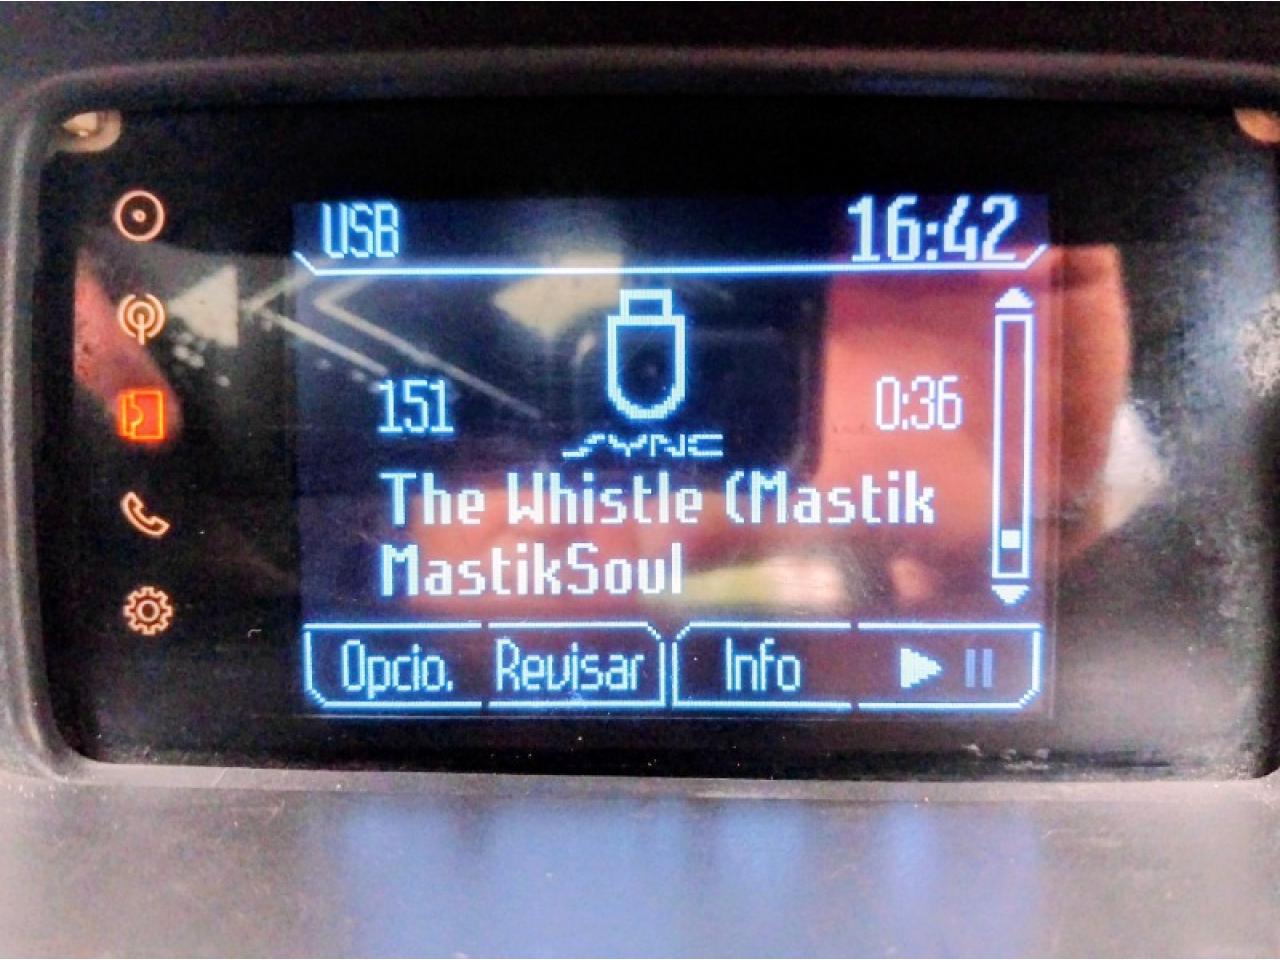 USB 16:42
151 0:36
SYNC
The Whistle (Mastik
MastikSoul
Opcio. Revisar Info